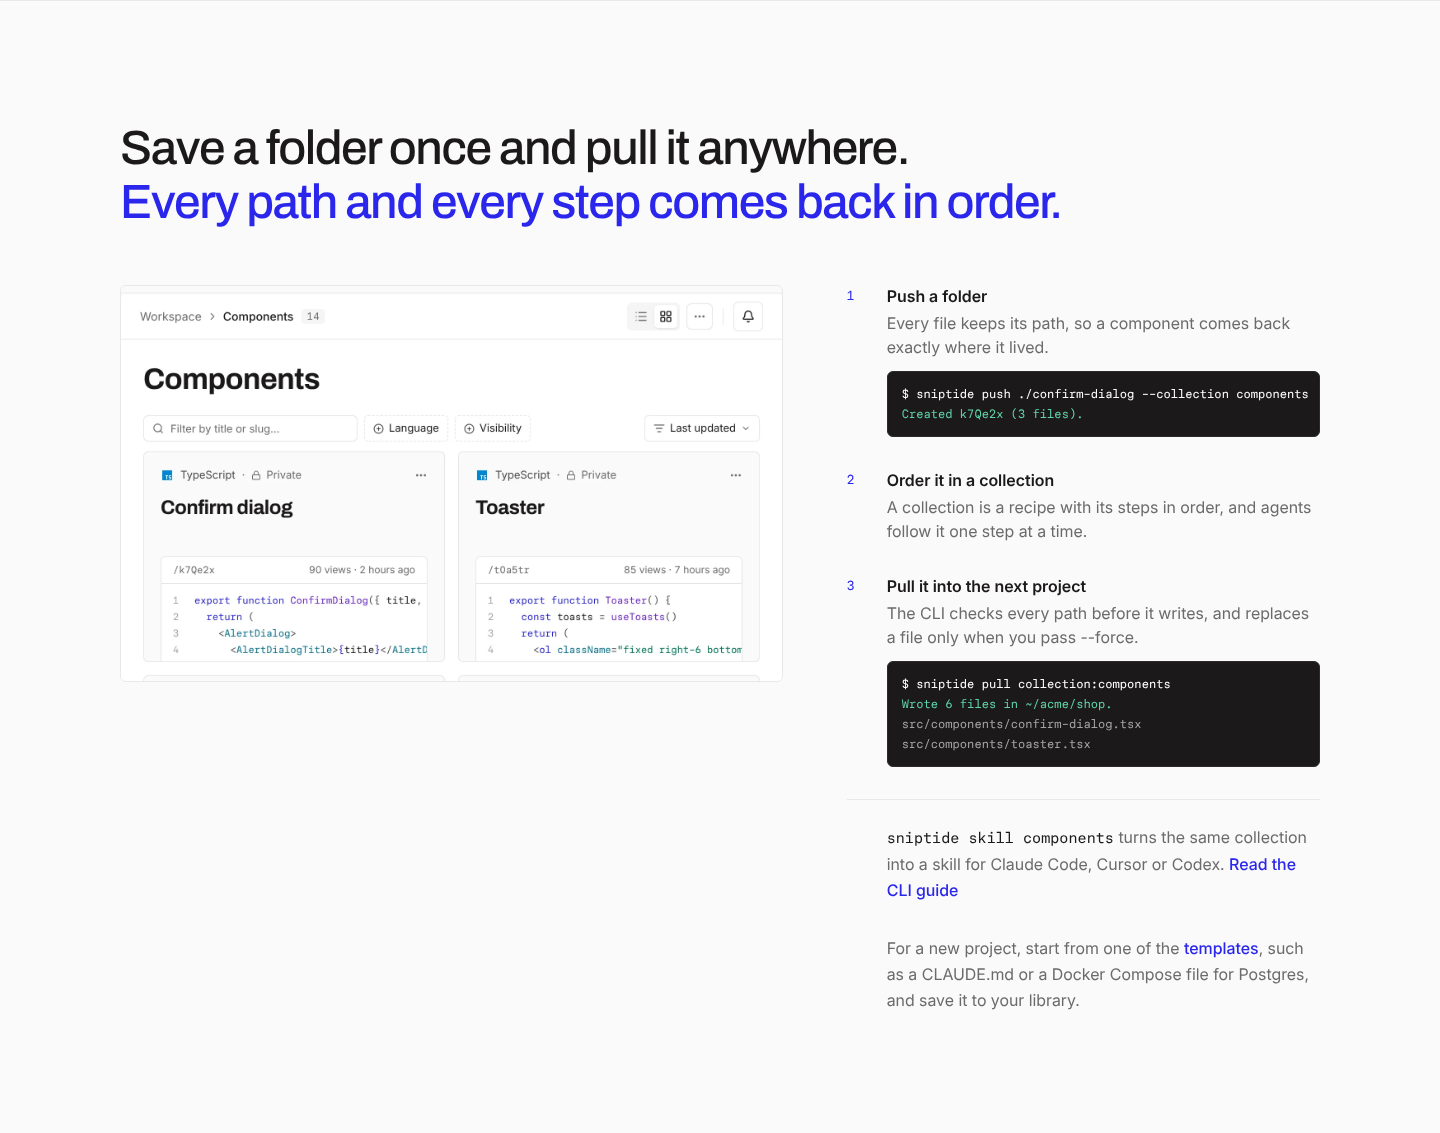 Save a folder once and pull it anywhere.
Every path and every step comes back in order.
Workspace > Components 14
Components
Filter by title or slug...
Language
Visibility
Last updated
TypeScript · Private
Confirm dialog
/k7Qe2x 90 views · 2 hours ago
1 export function ConfirmDialog({ title,
2 return (
3 <AlertDialog>
4 <AlertDialogTitle>{title}</AlertD
TypeScript · Private
Toaster
/t0a5tr 85 views · 7 hours ago
1 export function Toaster() {
2 const toasts = useToasts()
3 return (
4 <ol className="fixed right-6 bottom
1 Push a folder
Every file keeps its path, so a component comes back
exactly where it lived.
$ sniptide push ./confirm-dialog --collection components
Created k7Qe2x (3 files).
2 Order it in a collection
A collection is a recipe with its steps in order, and agents
follow it one step at a time.
3 Pull it into the next project
The CLI checks every path before it writes, and replaces
a file only when you pass --force.
$ sniptide pull collection:components
Wrote 6 files in ~/acme/shop.
src/components/confirm-dialog.tsx
src/components/toaster.tsx
sniptide skill components turns the same collection
into a skill for Claude Code, Cursor or Codex. Read the
CLI guide
For a new project, start from one of the templates, such
as a CLAUDE.md or a Docker Compose file for Postgres,
and save it to your library.